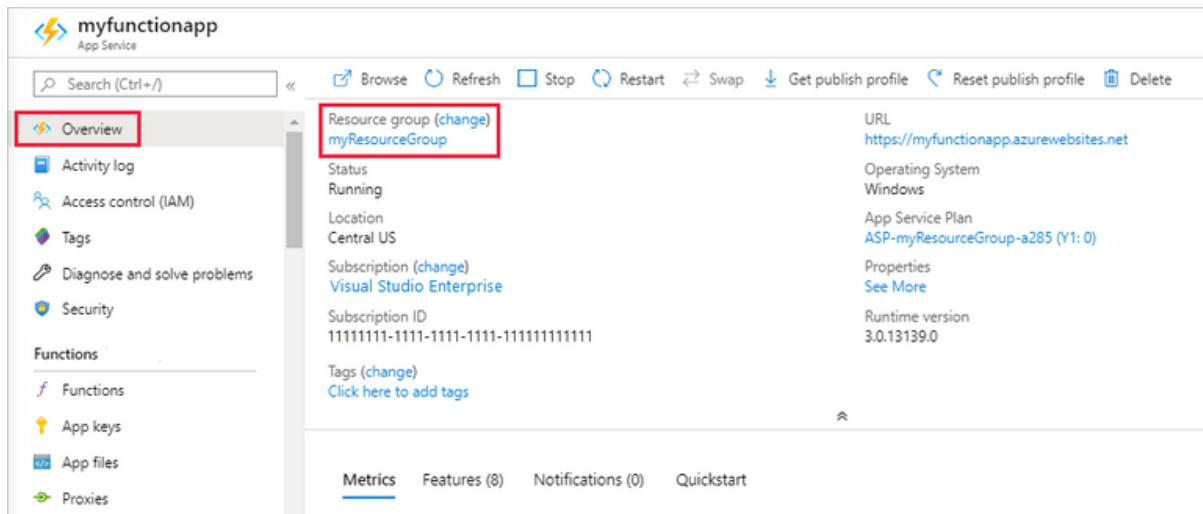 myfunctionapp
App Service
Search (Ctrl+/)
«
Browse Refresh Stop Restart Swap Get publish profile Reset publish profile Delete
Overview
Activity log
Access control (IAM)
Tags
Diagnose and solve problems
Security
Functions
Functions
App keys
App files
Proxies
Resource group (change)
myResourceGroup
Status
Running
Location
Central US
Subscription (change)
Visual Studio Enterprise
Subscription ID
11111111-1111-1111-1111-111111111111
Tags (change)
Click here to add tags
URL
https://myfunctionapp.azurewebsites.net
Operating System
Windows
App Service Plan
ASP-myResourceGroup-a285 (Y1: 0)
Properties
See More
Runtime version
3.0.13139.0
Metrics Features (8) Notifications (0) Quickstart